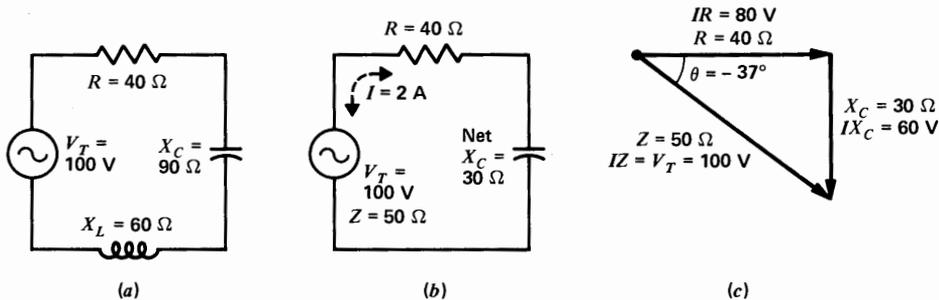 R = 40 Ω
V_T =
100 V
X_C =
90 Ω
X_L = 60 Ω
(a)
R = 40 Ω
I = 2 A
V_T =
100 V
Z = 50 Ω
Net
X_C =
30 Ω
(b)
IR = 80 V
R = 40 Ω
θ = − 37°
X_C = 30 Ω
IX_C = 60 V
Z = 50 Ω
IZ = V_T = 100 V
(c)